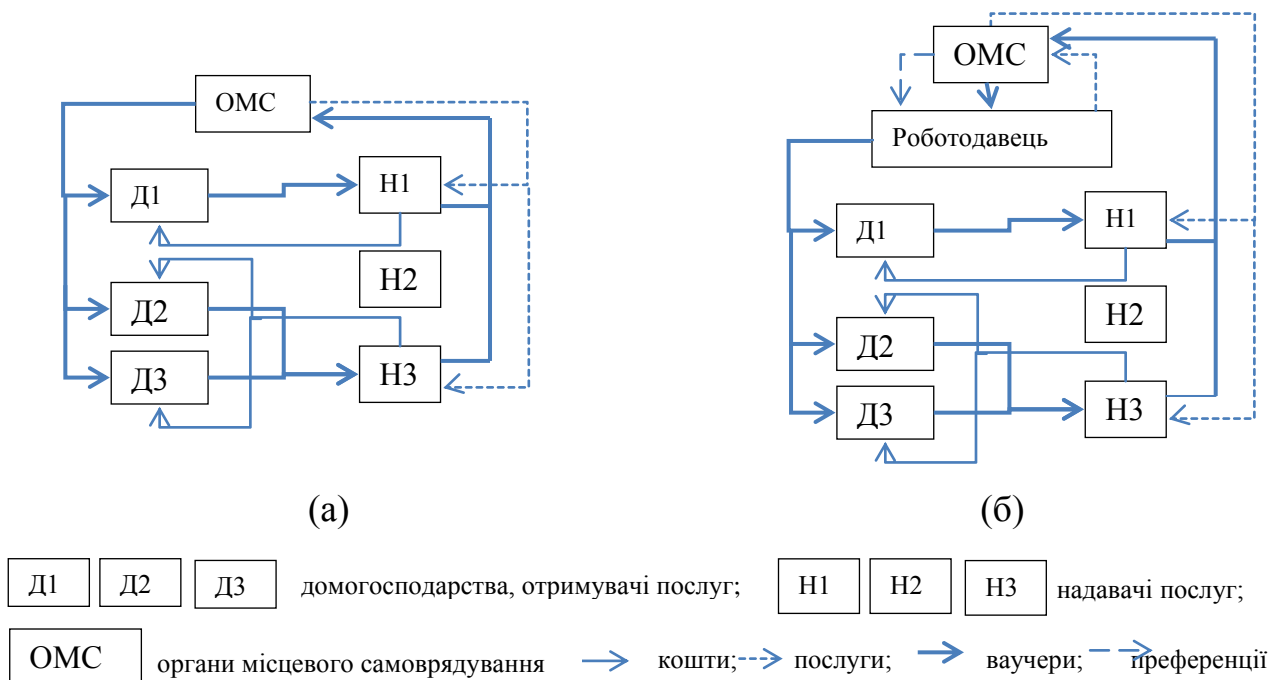 ОМС
Д1
Н1
Н2
Д2
Д3
Н3
(а)
ОМС
Роботодавець
Д1
Н1
Н2
Д2
Д3
Н3
(б)
Д1 Д2 Д3 домогосподарства, отримувачі послуг; Н1 Н2 Н3 надавачі послуг;
ОМС органи місцевого самоврядування кошти; послуги; ваучери; преференції